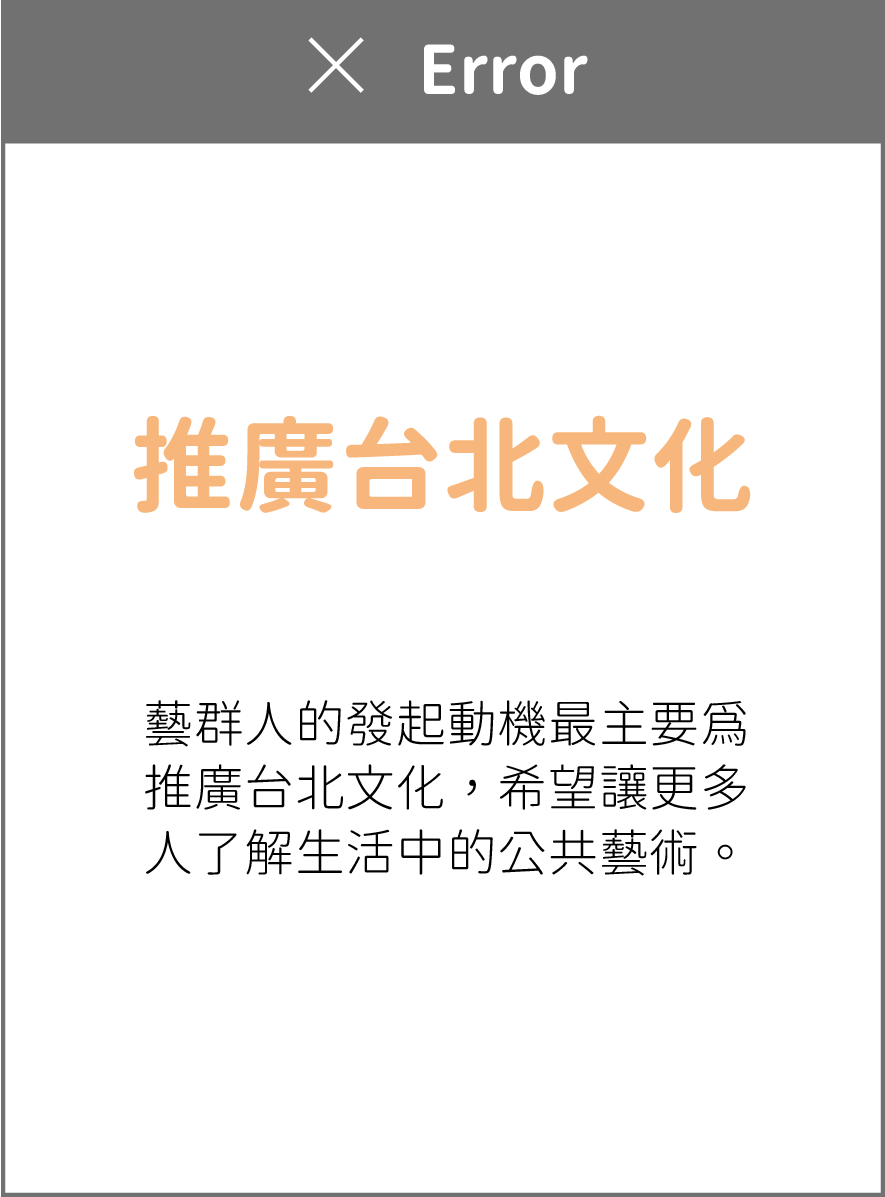 × Error
推廣台北文化
藝群人的發起動機最主要爲
推廣台北文化，希望讓更多
人了解生活中的公共藝術。